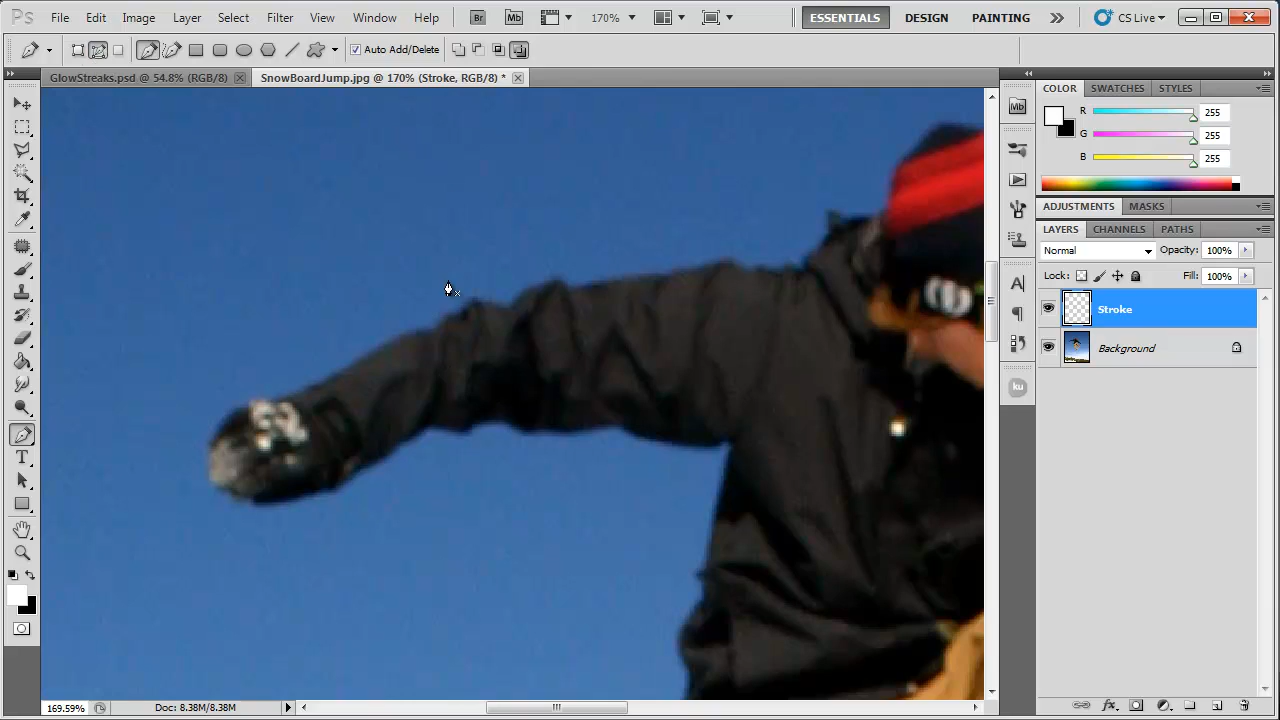 Ps File Edit Image Layer Select Filter View Window Help Br Mb 170% ESSENTIALS DESIGN PAINTING CS Live
Auto Add/Delete
GlowStreaks.psd @ 54.8% (RGB/8) SnowBoardJump.jpg @ 170% (Stroke, RGB/8) *
COLOR SWATCHES STYLES
R 255
G 255
B 255
ADJUSTMENTS MASKS
LAYERS CHANNELS PATHS
Normal Opacity: 100%
Lock: Fill: 100%
Stroke
Background
Mb
A
ku
T
169.59% Doc: 8.38M/8.38M
fx